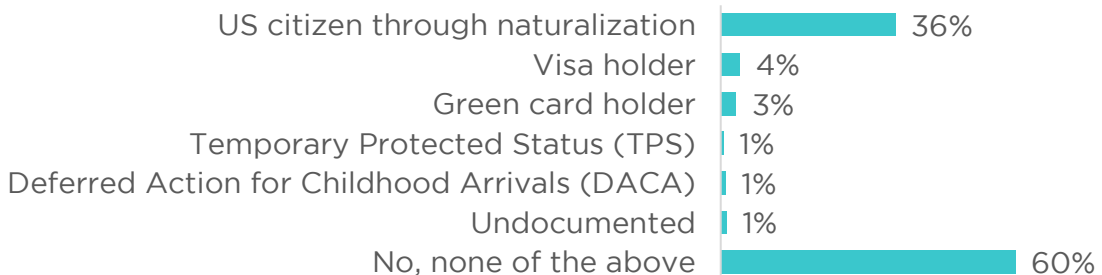 US citizen through naturalization 36%
Visa holder 4%
Green card holder 3%
Temporary Protected Status (TPS) 1%
Deferred Action for Childhood Arrivals (DACA) 1%
Undocumented 1%
No, none of the above 60%